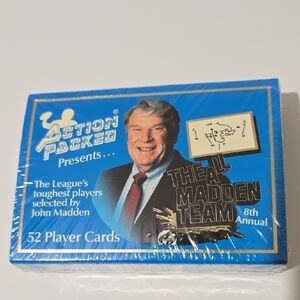 ACTION
PACKED
Presents...
The League's
toughest players
selected by
John Madden
THE ALL
MADDEN
TEAM
8th
Annual
52 Player Cards